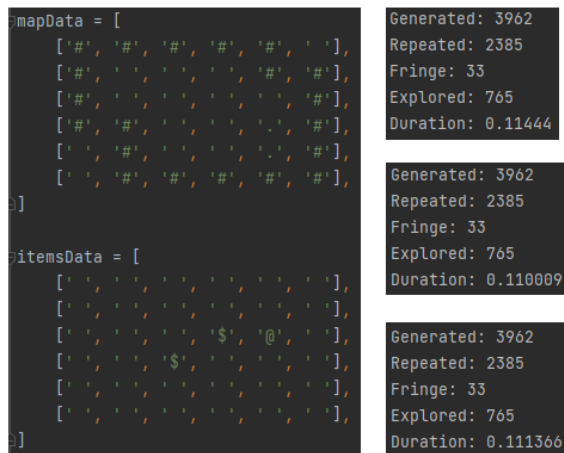 mapData = [
['#', '#', '#', '#', '#', ' '],
['#', ' ', ' ', ' ', '#', '#'],
['#', ' ', ' ', ' ', ' ', '#'],
['#', '#', ' ', ' ', '.', '#'],
[' ', '#', ' ', ' ', '.', '#'],
[' ', '#', '#', '#', '#', '#'],
]
itemsData = [
[' ', ' ', ' ', ' ', ' ', ' '],
[' ', ' ', ' ', ' ', ' ', ' '],
[' ', ' ', ' ', '$', '@', ' '],
[' ', ' ', '$', ' ', ' ', ' '],
[' ', ' ', ' ', ' ', ' ', ' '],
[' ', ' ', ' ', ' ', ' ', ' '],
]
Generated: 3962
Repeated: 2385
Fringe: 33
Explored: 765
Duration: 0.11444
Generated: 3962
Repeated: 2385
Fringe: 33
Explored: 765
Duration: 0.110009
Generated: 3962
Repeated: 2385
Fringe: 33
Explored: 765
Duration: 0.111366